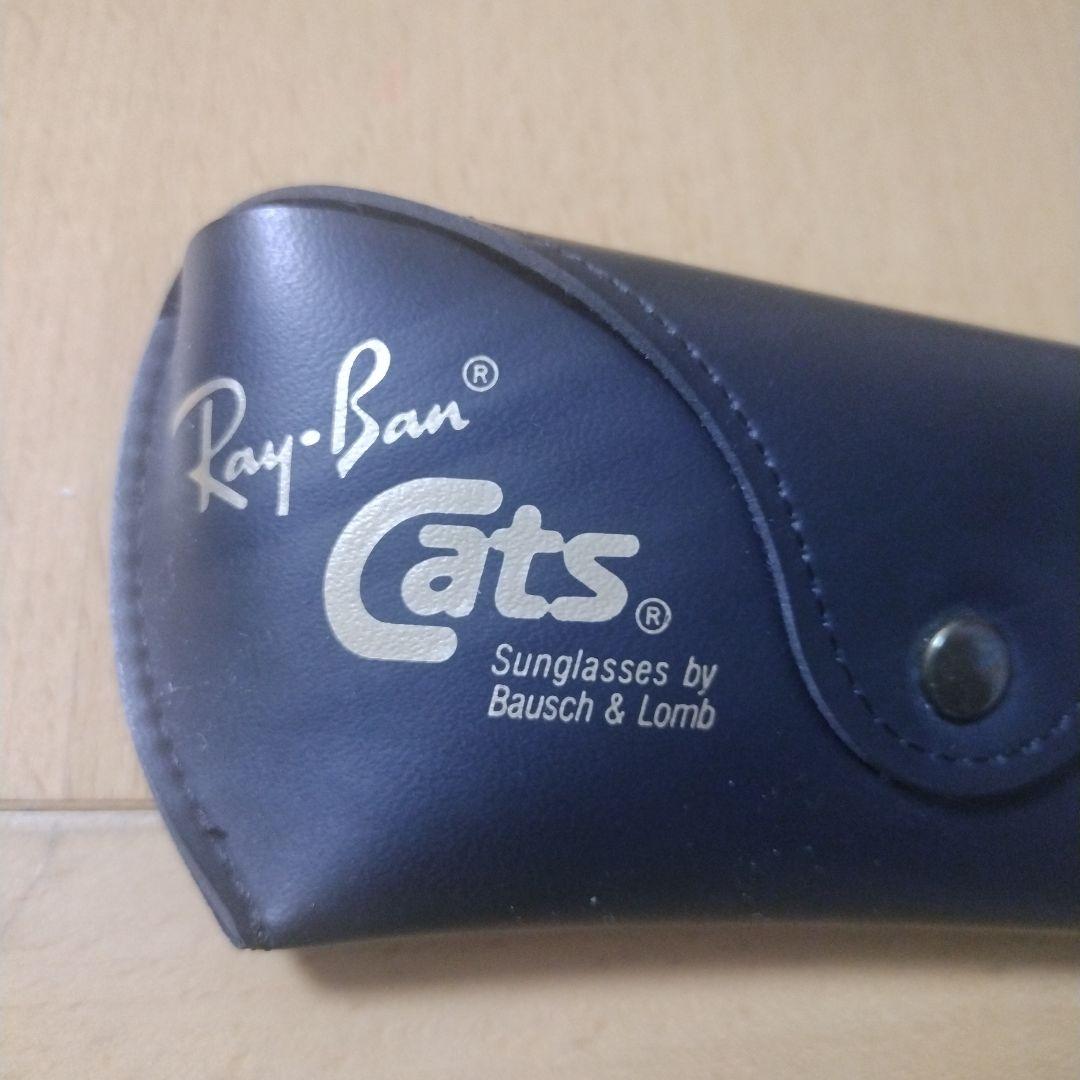 Ray-Ban®
Cats®
Sunglasses by
Bausch & Lomb